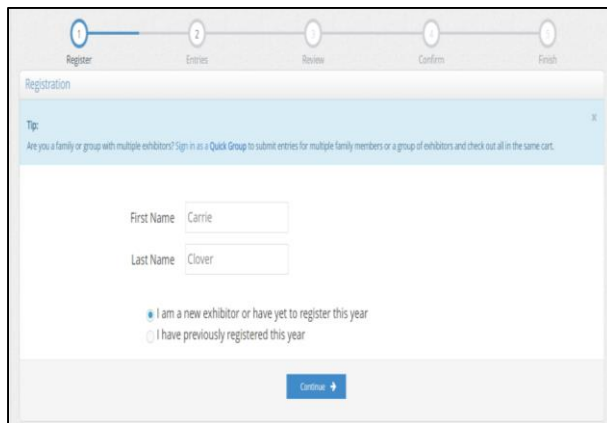 1 2 3 4 5
Register Entries Review Confirm Finish
Registration
Tip:
x
Are you a family or group with multiple exhibitors? Sign in as a Quick Group to submit entries for multiple family members or a group of exhibitors and check out all in the same cart.
First Name Carrie
Last Name Clover
I am a new exhibitor or have yet to register this year
I have previously registered this year
Continue